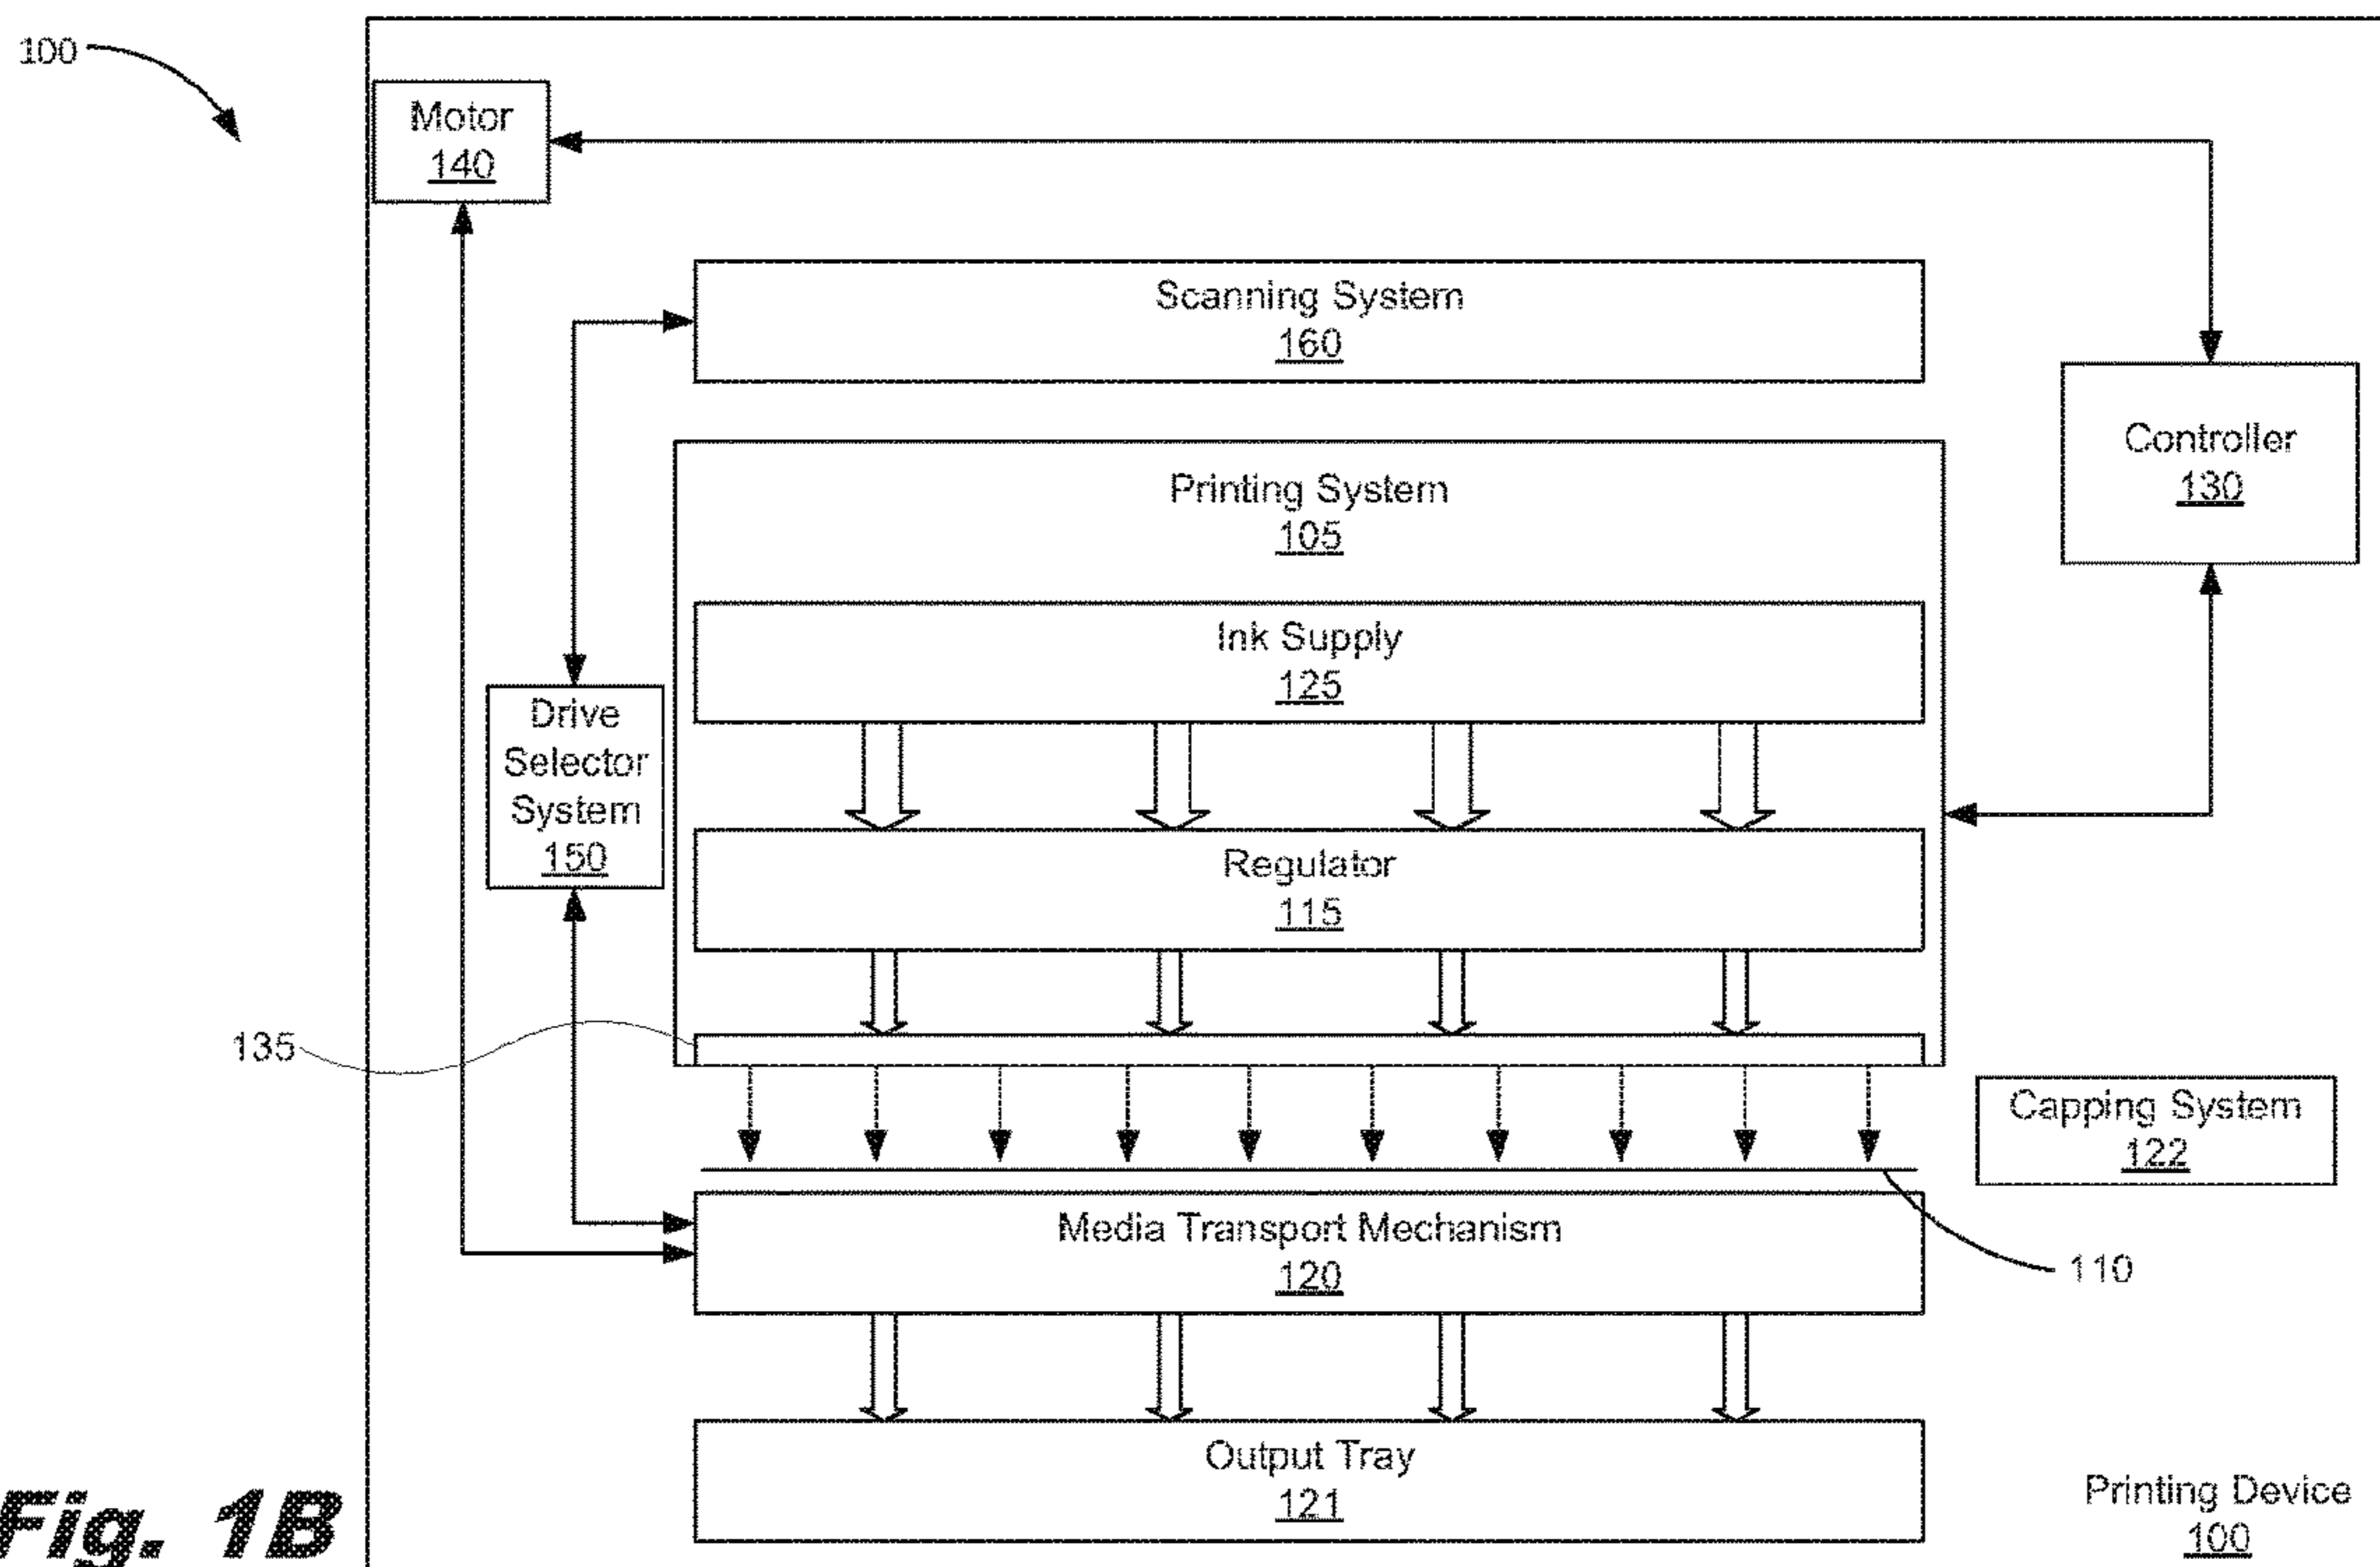 100
Motor
140
Scanning System
160
Controller
130
Printing System
105
Ink Supply
125
Drive
Selector
System
150
Regulator
115
135
Capping System
122
Media Transport Mechanism
120
110
Output Tray
121
Printing Device
100
Fig. 1B